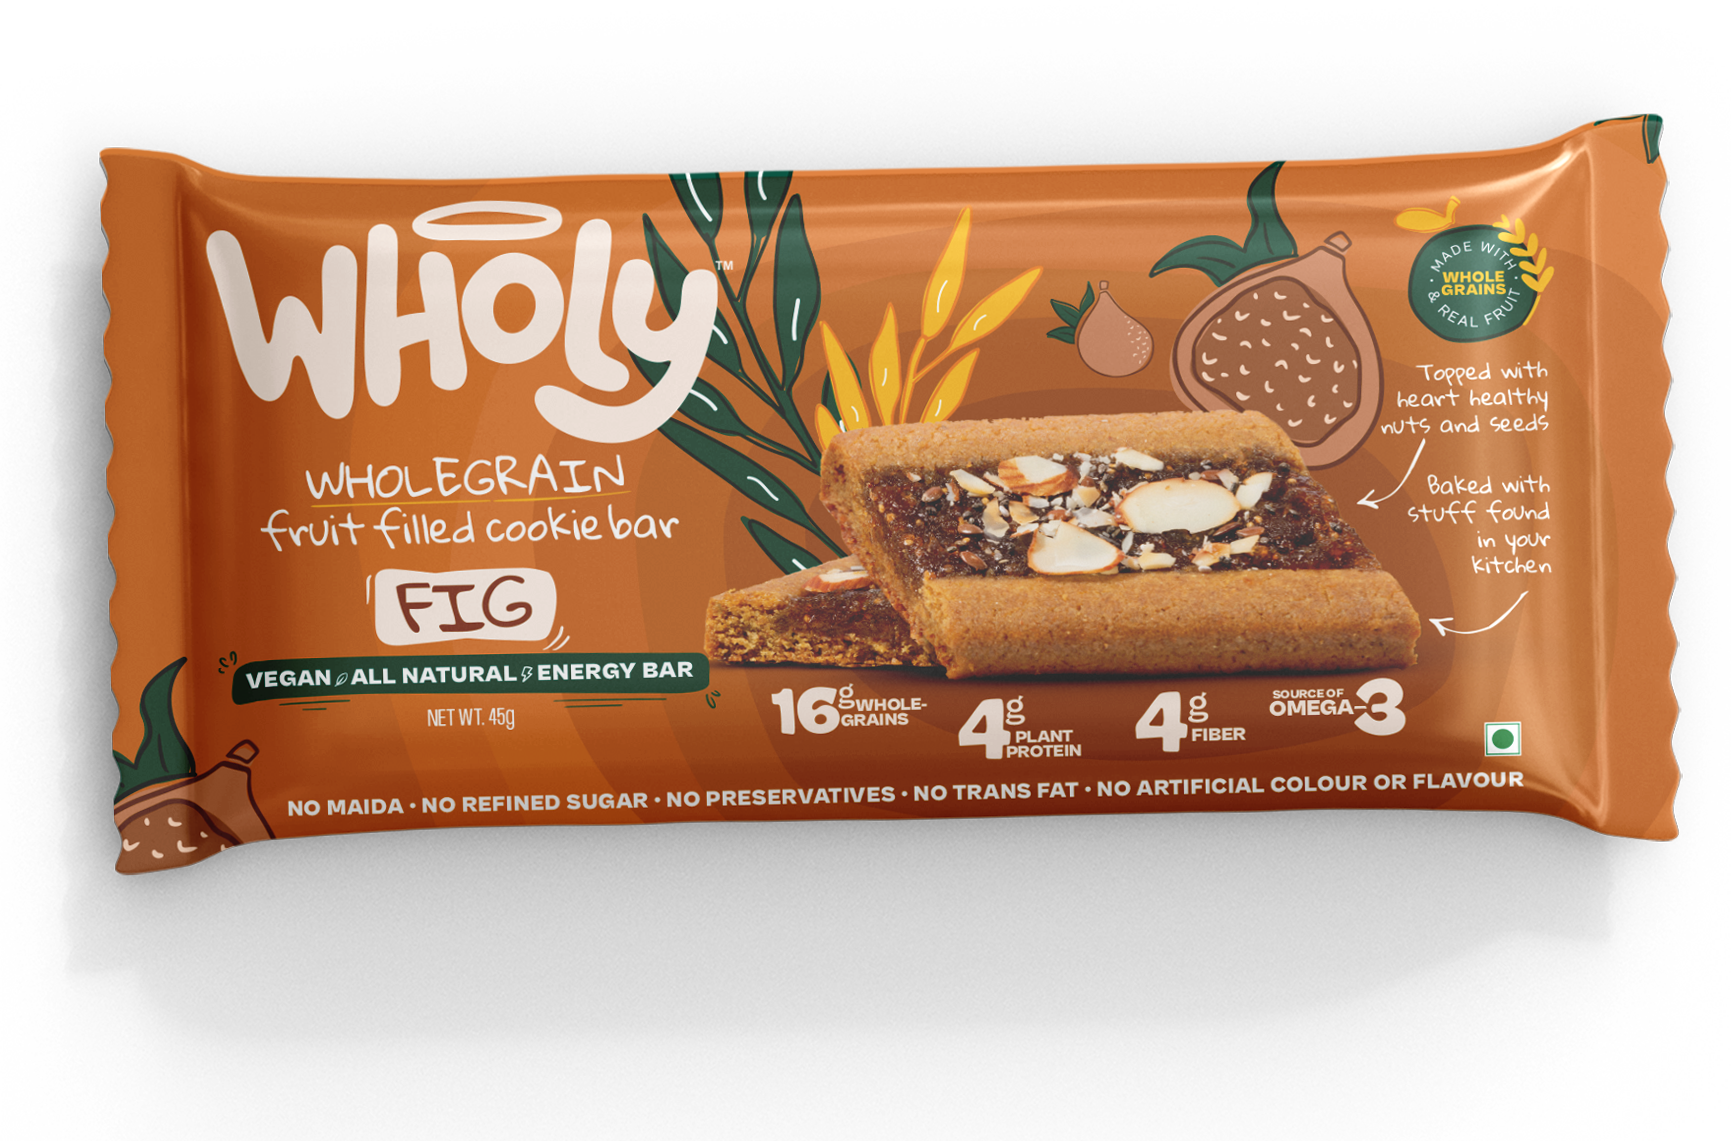 WHOLY™
WHOLEGRAIN
fruit filled cookie bar
FIG
VEGAN ALL NATURAL ENERGY BAR
NET WT. 45g
MADE WITH
WHOLE
GRAINS
& REAL FRUIT
Topped with
heart healthy
nuts and seeds
Baked with
stuff found
in your
kitchen
16g WHOLE-
GRAINS
4g PLANT
PROTEIN
4g FIBER
SOURCE OF
OMEGA-3
NO MAIDA • NO REFINED SUGAR • NO PRESERVATIVES • NO TRANS FAT • NO ARTIFICIAL COLOUR OR FLAVOUR